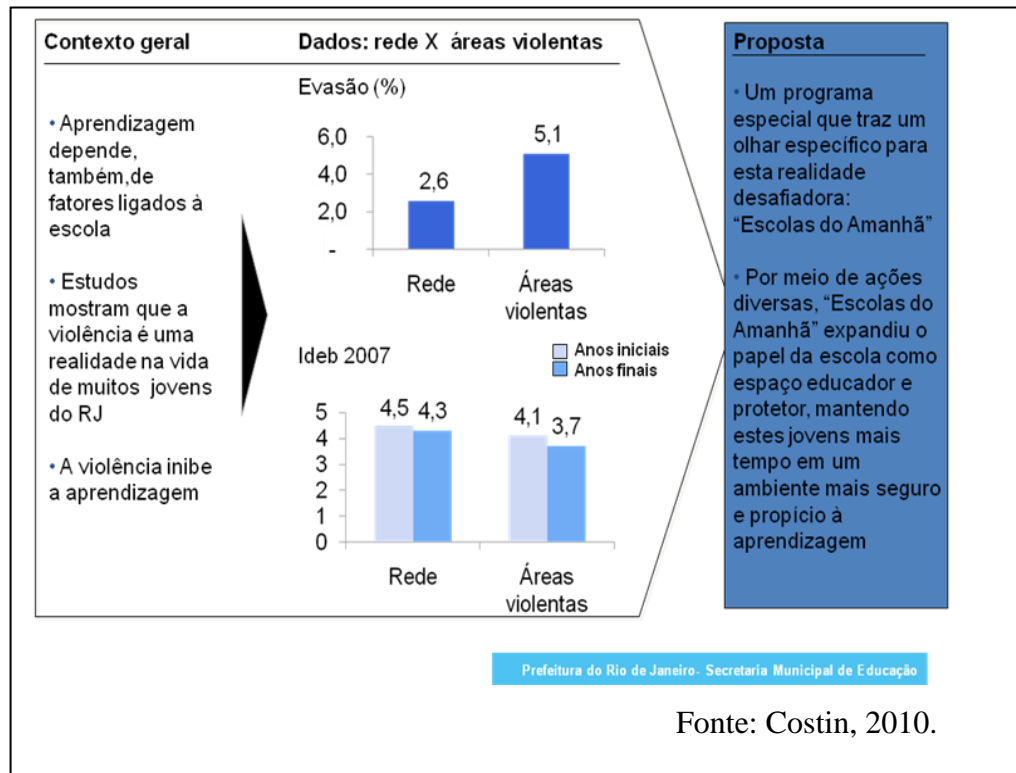 Contexto geral
• Aprendizagem
depende,
também,de
fatores ligados à
escola
• Estudos
mostram que a
violência é uma
realidade na vida
de muitos jovens
do RJ
• A violência inibe
a aprendizagem
Dados: rede X áreas violentas
Evasão (%)
6,0
4,0
2,0
-
2,6
5,1
Rede
Áreas
violentas
Ideb 2007
Anos iniciais
Anos finais
5
4
3
2
1
0
4,5
4,3
4,1
3,7
Rede
Áreas
violentas
Proposta
• Um programa
especial que traz um
olhar específico para
esta realidade
desafiadora:
“Escolas do Amanhã”
• Por meio de ações
diversas, “Escolas do
Amanhã” expandiu o
papel da escola como
espaço educador e
protetor, mantendo
estes jovens mais
tempo em um
ambiente mais seguro
e propício à
aprendizagem
Prefeitura do Rio de Janeiro- Secretaria Municipal de Educação
Fonte: Costin, 2010.